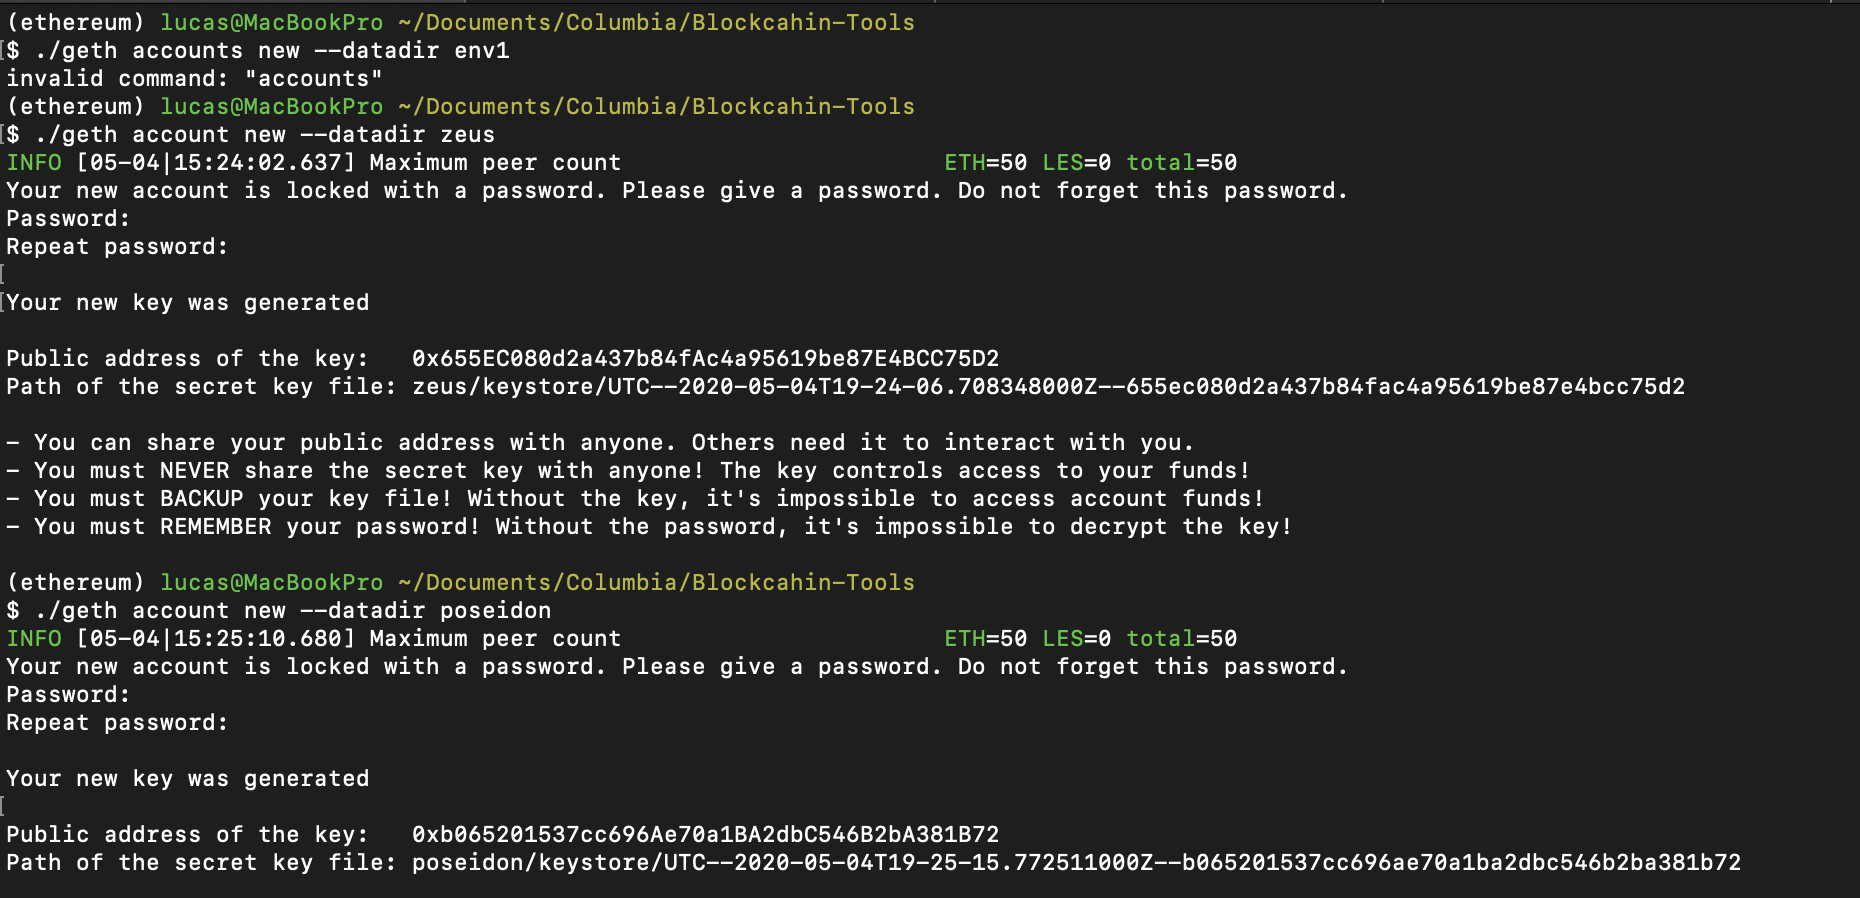 (ethereum) lucas@MacBookPro ~/Documents/Columbia/Blockcahin-Tools
$ ./geth accounts new --datadir env1
invalid command: "accounts"
(ethereum) lucas@MacBookPro ~/Documents/Columbia/Blockcahin-Tools
$ ./geth account new --datadir zeus
INFO [05-04|15:24:02.637] Maximum peer count ETH=50 LES=0 total=50
Your new account is locked with a password. Please give a password. Do not forget this password.
Password:
Repeat password:
Your new key was generated
Public address of the key: 0x655EC080d2a437b84fAc4a95619be87E4BCC75D2
Path of the secret key file: zeus/keystore/UTC--2020-05-04T19-24-06.708348000Z--655ec080d2a437b84fac4a95619be87e4bcc75d2
- You can share your public address with anyone. Others need it to interact with you.
- You must NEVER share the secret key with anyone! The key controls access to your funds!
- You must BACKUP your key file! Without the key, it's impossible to access account funds!
- You must REMEMBER your password! Without the password, it's impossible to decrypt the key!
(ethereum) lucas@MacBookPro ~/Documents/Columbia/Blockcahin-Tools
$ ./geth account new --datadir poseidon
INFO [05-04|15:25:10.680] Maximum peer count ETH=50 LES=0 total=50
Your new account is locked with a password. Please give a password. Do not forget this password.
Password:
Repeat password:
Your new key was generated
Public address of the key: 0xb065201537cc696Ae70a1BA2dbC546B2bA381B72
Path of the secret key file: poseidon/keystore/UTC--2020-05-04T19-25-15.772511000Z--b065201537cc696ae70a1ba2dbc546b2ba381b72